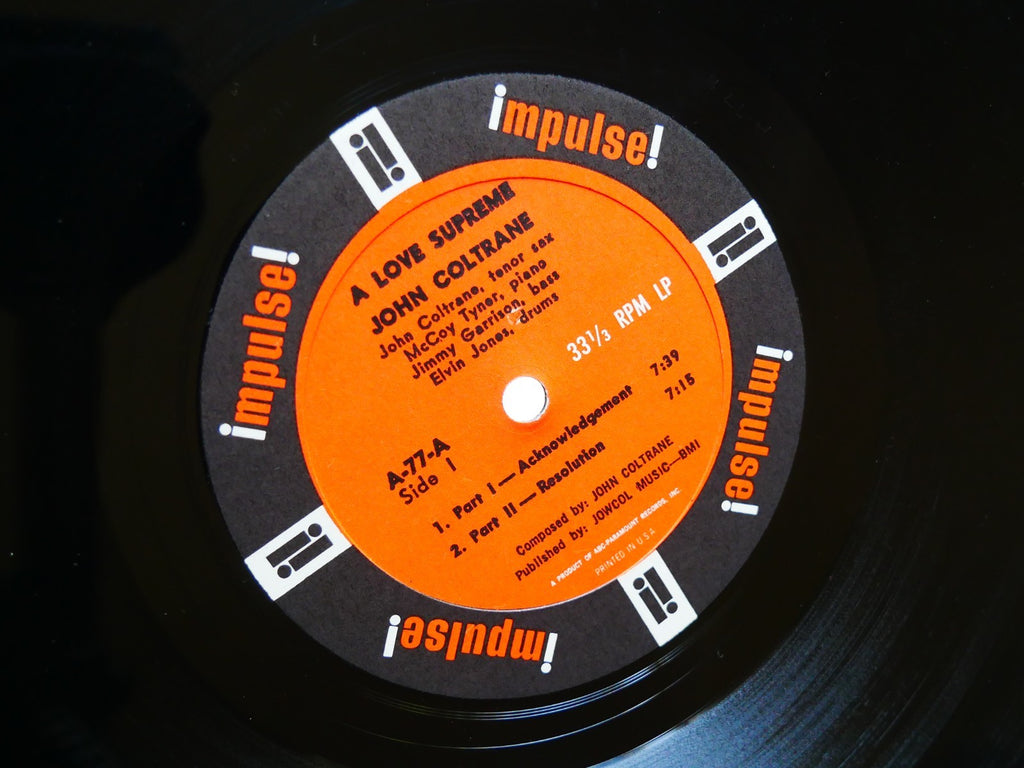 impulse!
impulse!
impulse!
impulse!
A LOVE SUPREME
JOHN COLTRANE
John Coltrane, tenor sax
McCoy Tyner, piano
Jimmy Garrison, bass
Elvin Jones, drums
33 1/3 RPM LP
A-77-A
Side 1
1. Part I—Acknowledgement 7:39
2. Part II—Resolution 7:15
Composed by: JOHN COLTRANE
Published by: JOWCOL MUSIC—BMI
A PRODUCT OF ABC-PARAMOUNT RECORDS, INC.
PRINTED IN U.S.A.